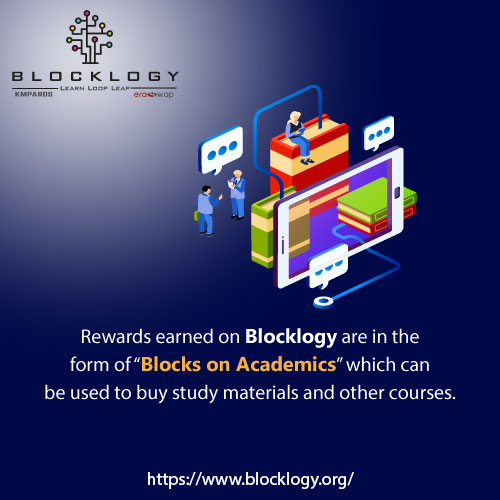 BLOCKLOGY
LEARN LOOP LEAP
KMPARDS
eraswap
Rewards earned on Blocklogy are in the
form of “Blocks on Academics” which can
be used to buy study materials and other courses.
https://www.blocklogy.org/